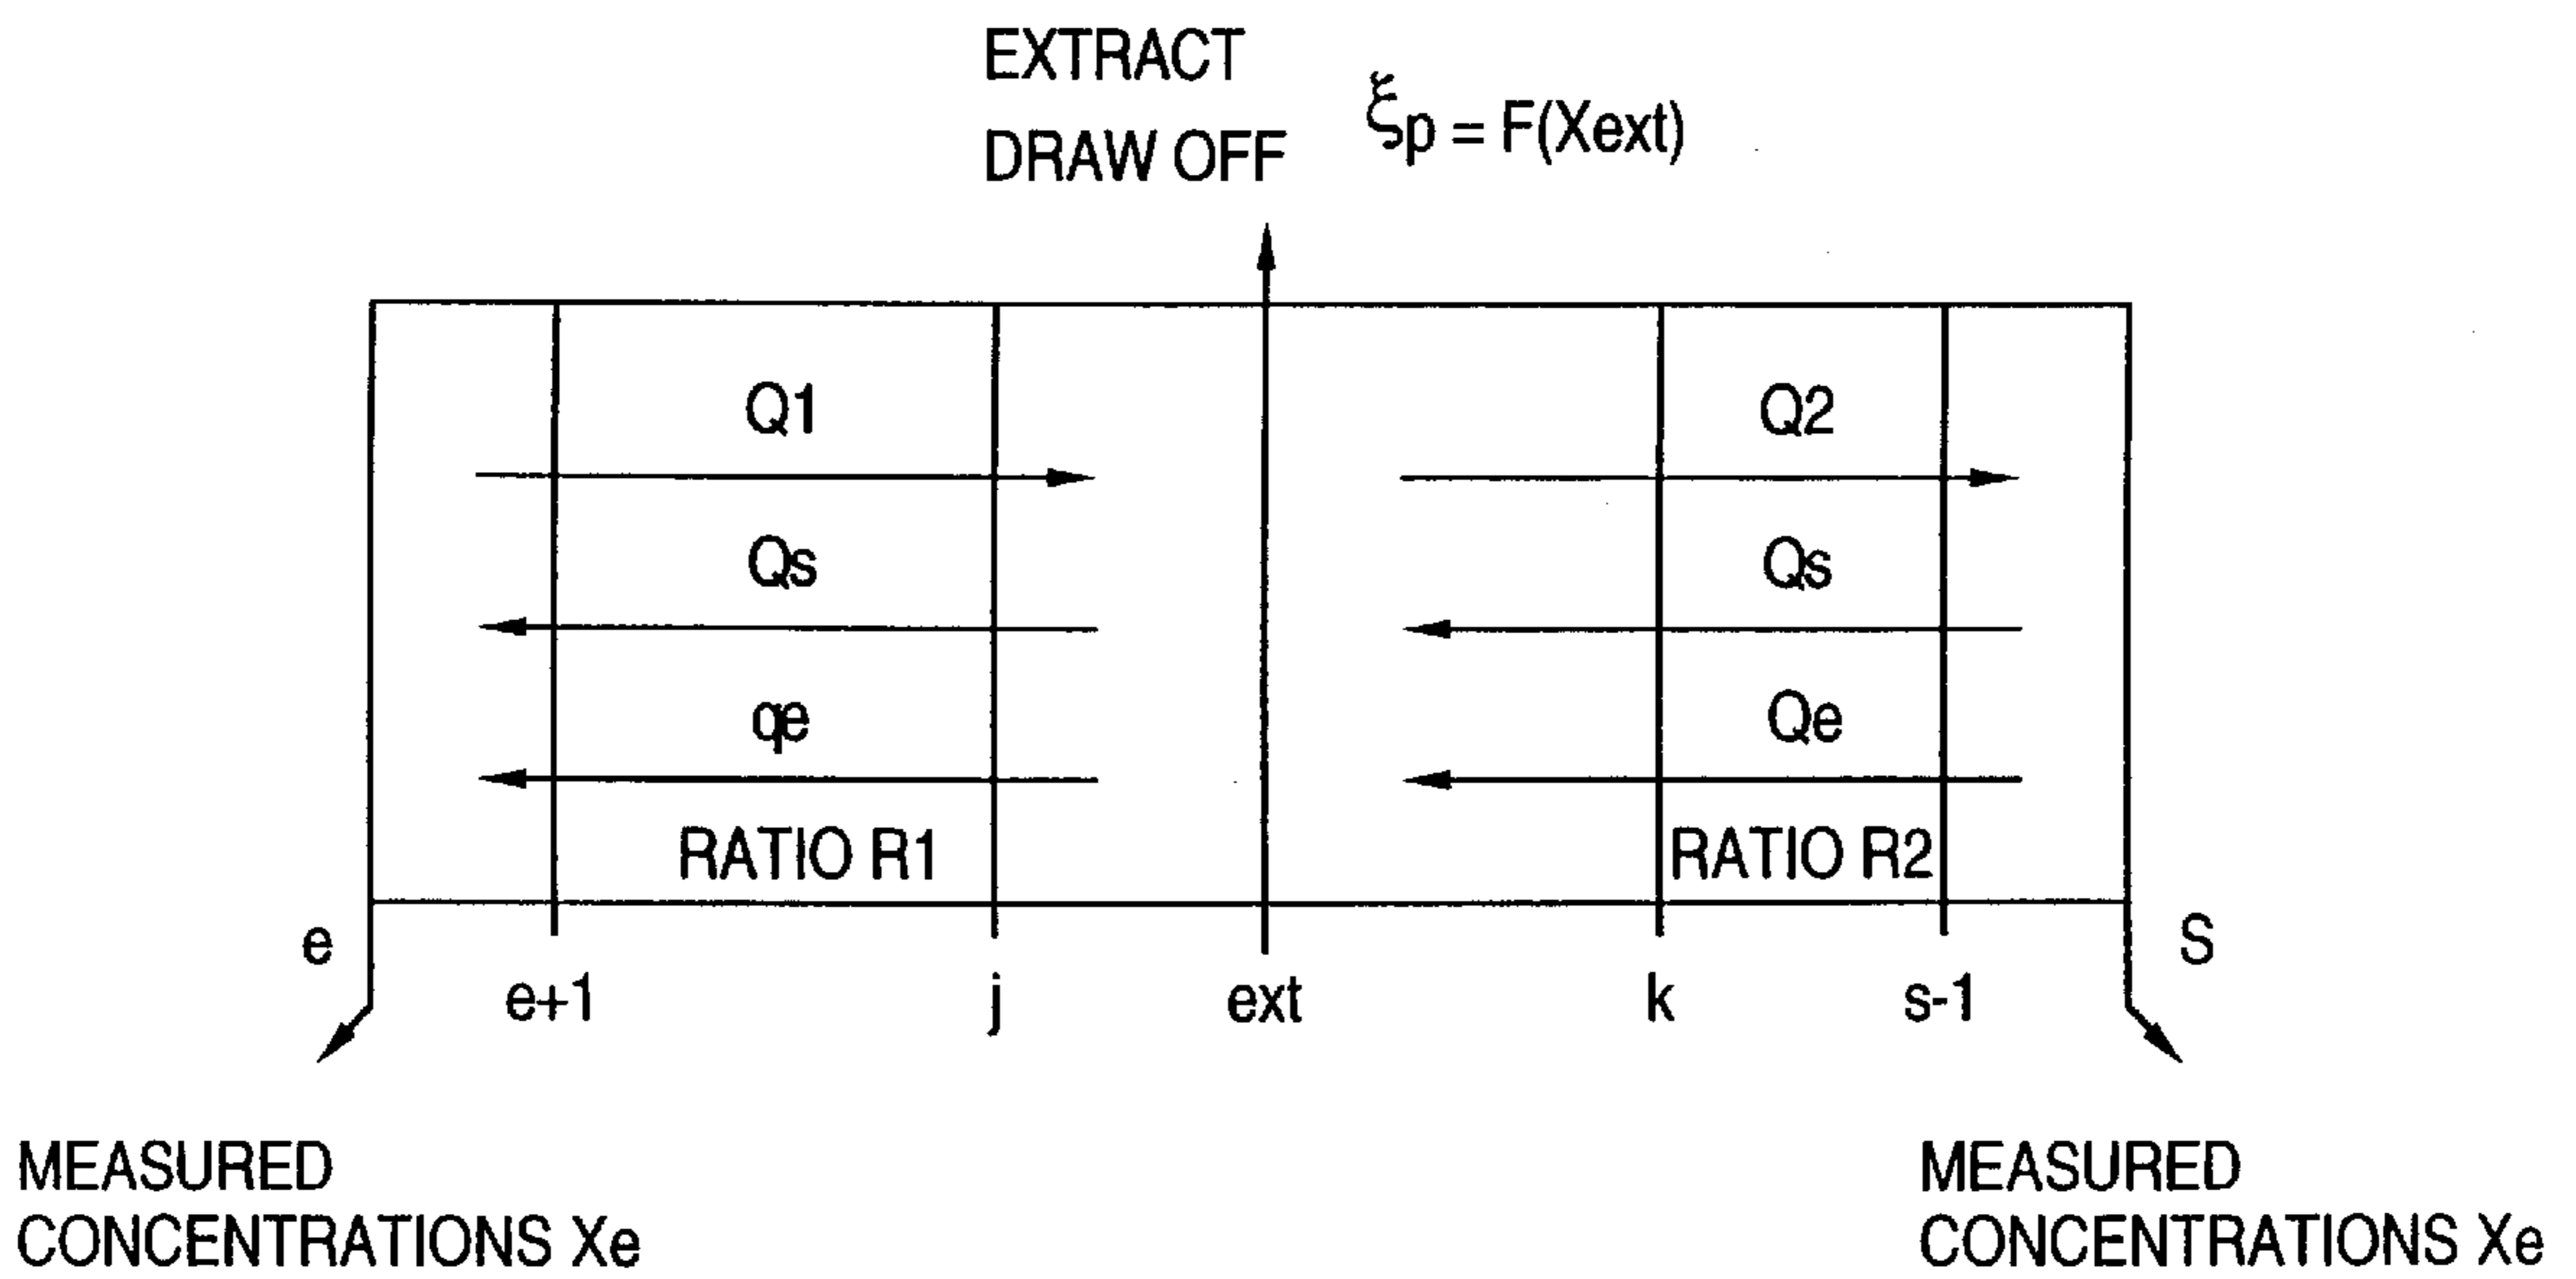 EXTRACT
DRAW OFF
ξp = F(Xext)
Q1
Q2
Qs
Qs
qe
Qe
RATIO R1
RATIO R2
e
S
e+1
j
ext
k
s-1
MEASURED
CONCENTRATIONS Xe
MEASURED
CONCENTRATIONS Xe